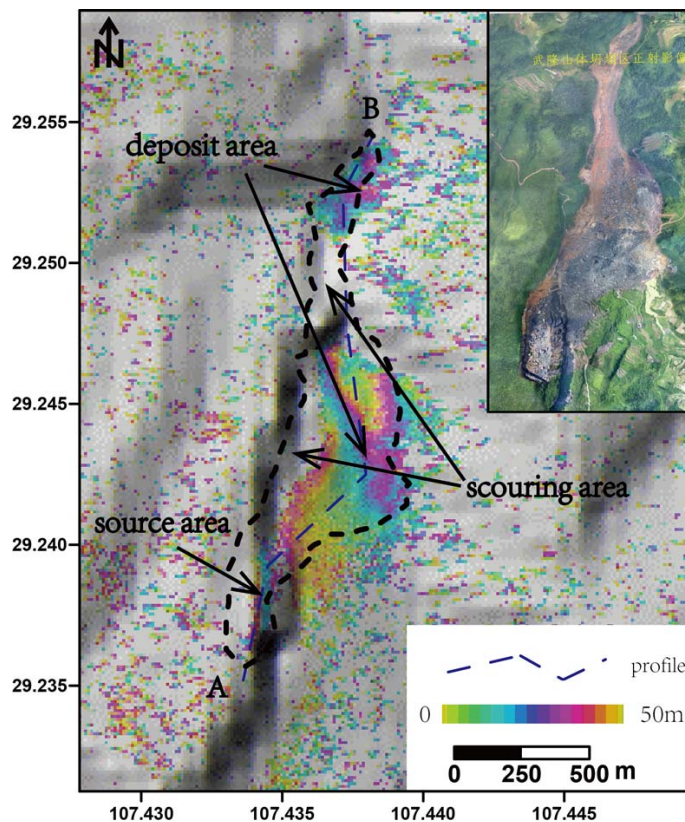 N
武隆山体垮塌区正射影像
B
29.255
deposit area
29.250
29.245
scouring area
source area
29.240
29.235
A
profile
0 50m
0 250 500 m
107.430 107.435 107.440 107.445